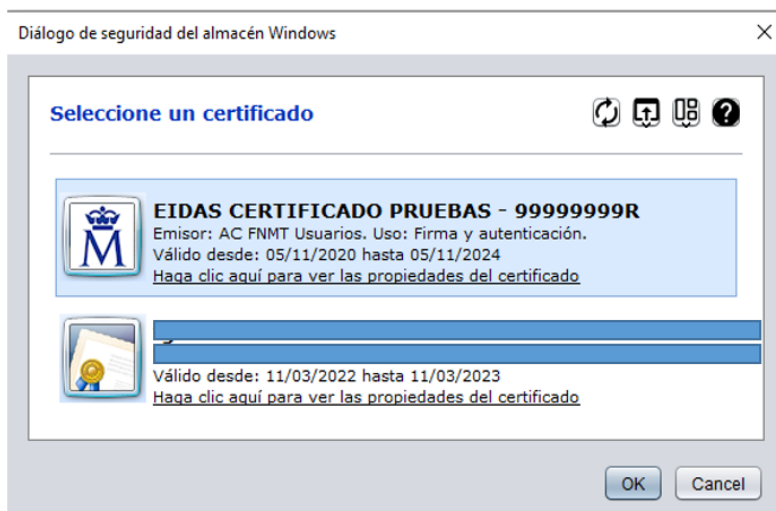 Diálogo de seguridad del almacén Windows
Seleccione un certificado
EIDAS CERTIFICADO PRUEBAS - 99999999R
Emisor: AC FNMT Usuarios. Uso: Firma y autenticación.
Válido desde: 05/11/2020 hasta 05/11/2024
Haga clic aquí para ver las propiedades del certificado
Válido desde: 11/03/2022 hasta 11/03/2023
Haga clic aquí para ver las propiedades del certificado
OK Cancel